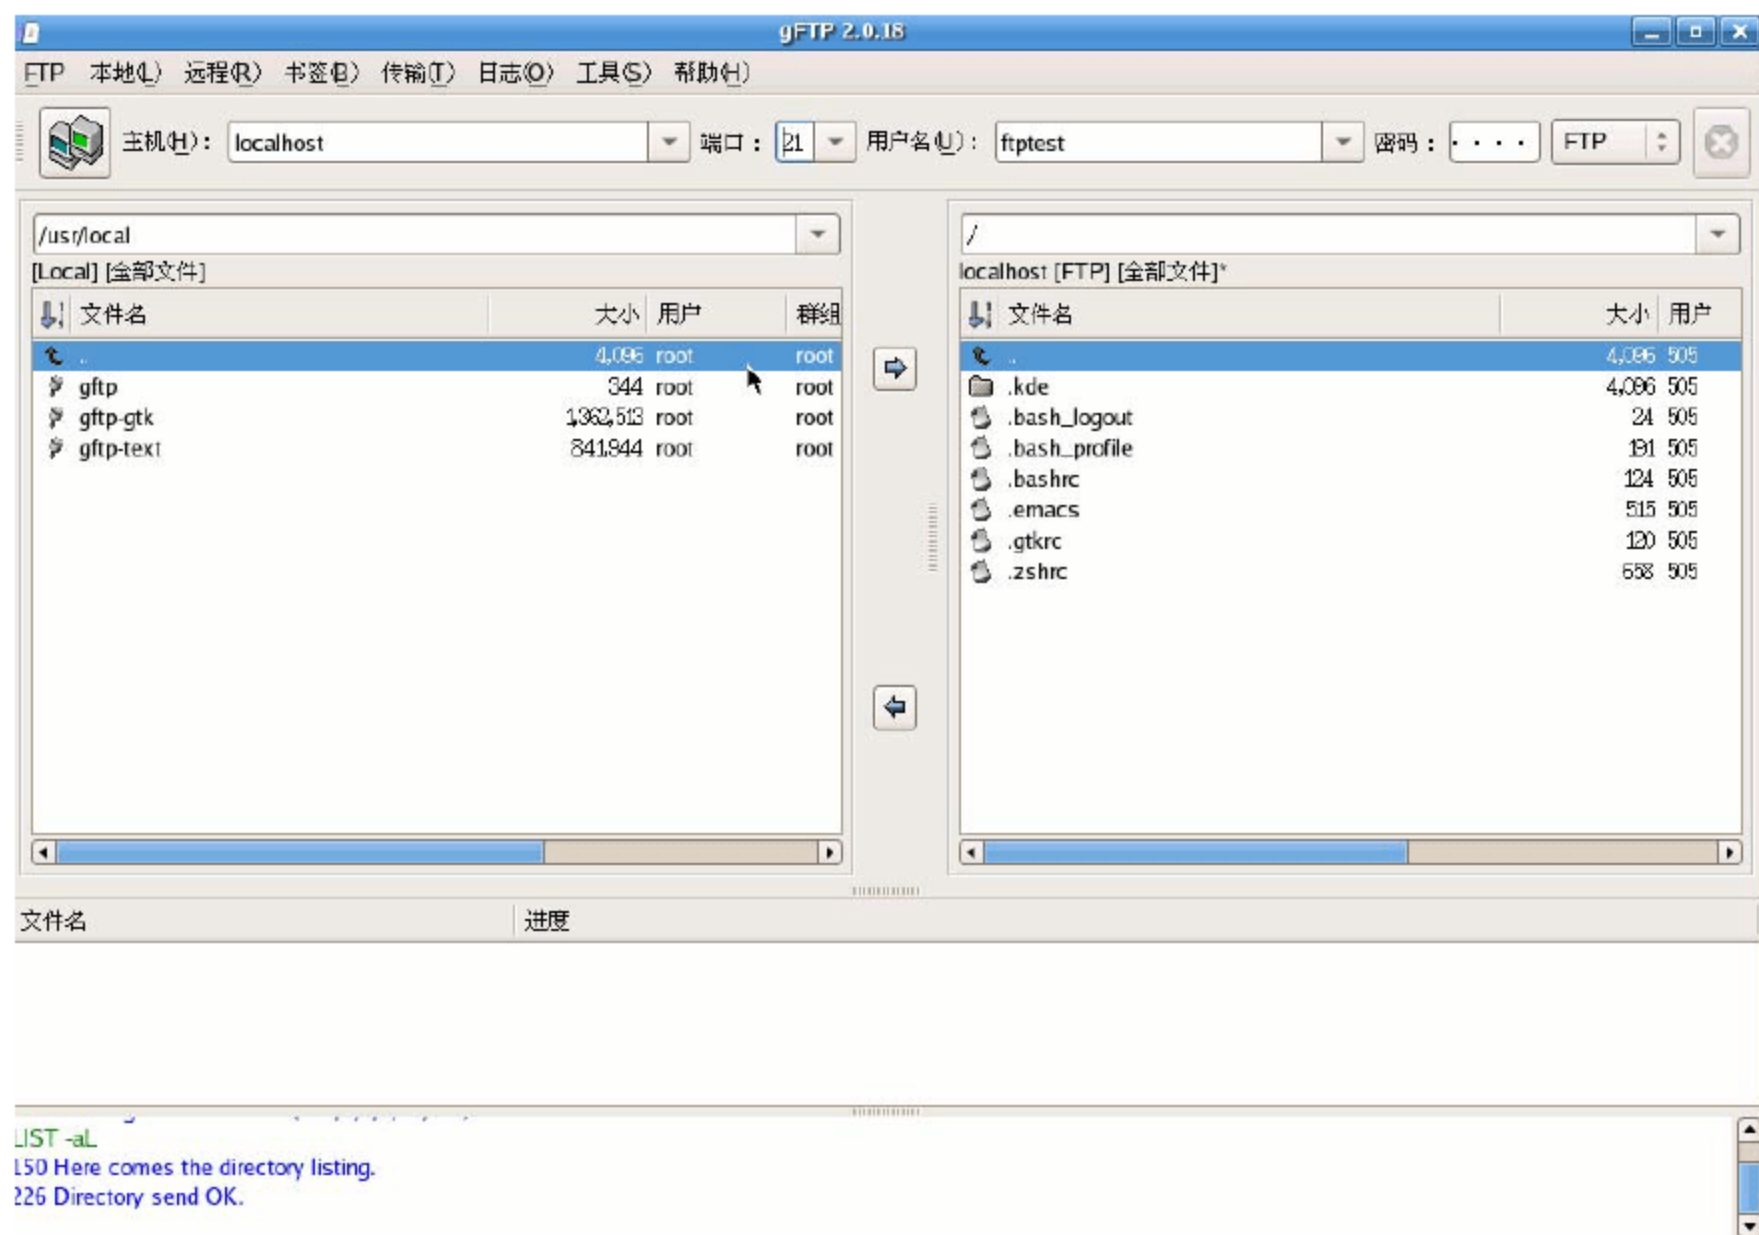 gFTP 2.0.18
FTP 本地(L) 远程(R) 书签(B) 传输(T) 日志(O) 工具(S) 帮助(H)
主机(H): localhost 端口: 21 用户名(U): ftptest 密码: ···· FTP
/usr/local
[Local] [全部文件]
文件名 大小 用户 群组
.. 4,096 root root
gftp 344 root root
gftp-gtk 1,362,513 root root
gftp-text 841,944 root root
/
localhost [FTP] [全部文件]*
文件名 大小 用户
.. 4,096 505
.kde 4,096 505
.bash_logout 24 505
.bash_profile 191 505
.bashrc 124 505
.emacs 515 505
.gtkrc 120 505
.zshrc 658 505
文件名 进度
LIST -aL
150 Here comes the directory listing.
226 Directory send OK.